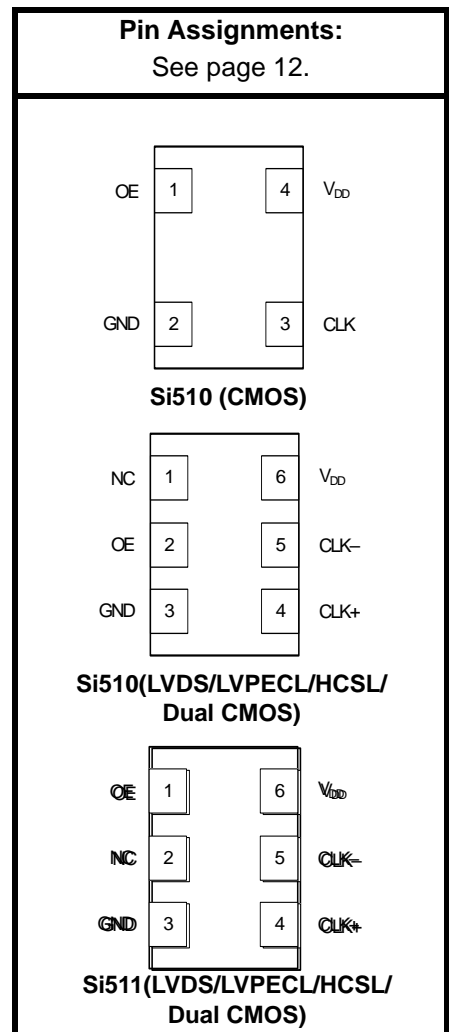 Pin Assignments:
See page 12.
OE 1 4 VDD
GND 2 3 CLK
Si510 (CMOS)
NC 1 6 VDD
OE 2 5 CLK–
GND 3 4 CLK+
Si510(LVDS/LVPECL/HCSL/
Dual CMOS)
OE 1 6 VDD
NC 2 5 CLK–
GND 3 4 CLK+
Si511(LVDS/LVPECL/HCSL/
Dual CMOS)